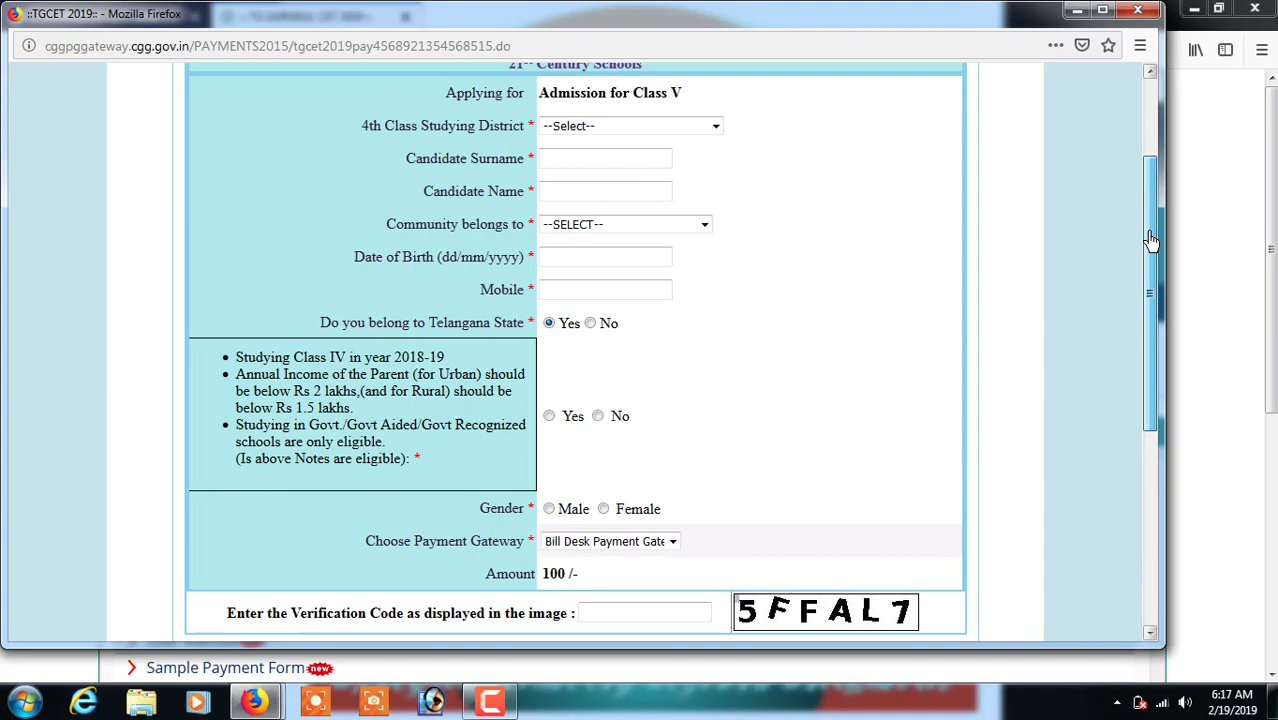 ::TGCET 2019:: - Mozilla Firefox
cggpggateway.cgg.gov.in/PAYMENTS2015/tgcet2019pay45689213545​68515.do
21st Century Schools
Applying for Admission for Class V
4th Class Studying District * --Select--
Candidate Surname *
Candidate Name *
Community belongs to * --SELECT--
Date of Birth (dd/mm/yyyy) *
Mobile *
Do you belong to Telangana State * Yes No
• Studying Class IV in year 2018-19
• Annual Income of the Parent (for Urban) should
be below Rs 2 lakhs,(and for Rural) should be
below Rs 1.5 lakhs.
• Studying in Govt./Govt Aided/Govt Recognized
schools are only eligible.
(Is above Notes are eligible): *
Yes No
Gender * Male Female
Choose Payment Gateway * Bill Desk Payment Gate
Amount 100 /-
Enter the Verification Code as displayed in the image : 5FFAL7
Sample Payment Form new
6:17 AM
2/19/2019